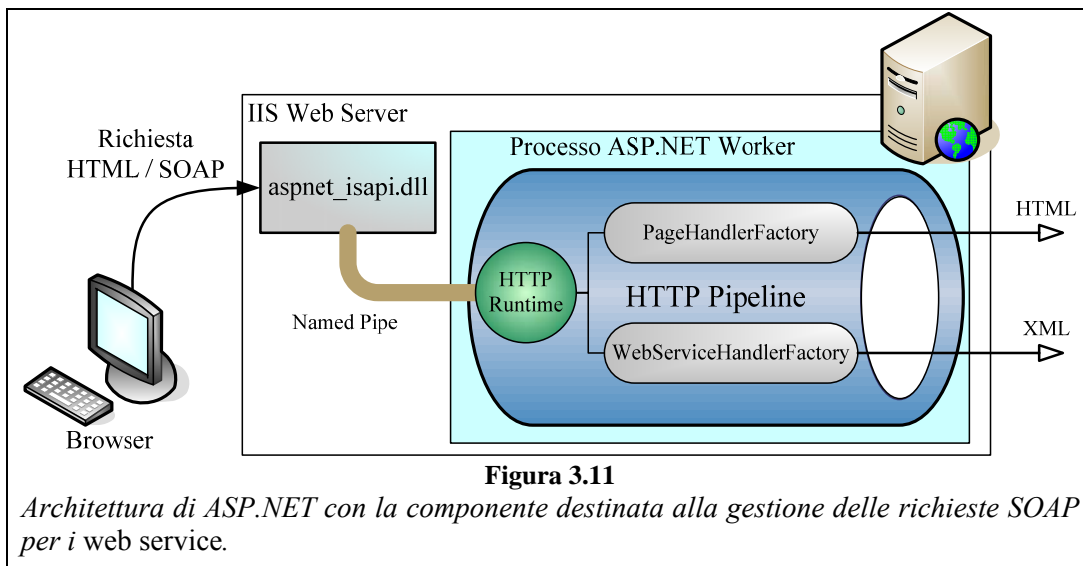 IIS Web Server
Richiesta
HTML / SOAP
aspnet_isapi.dll
Processo ASP.NET Worker
PageHandlerFactory
HTML
HTTP
Runtime
HTTP Pipeline
Named Pipe
WebServiceHandlerFactory
XML
Browser
Figura 3.11
Architettura di ASP.NET con la componente destinata alla gestione delle richieste SOAP
per i web service.